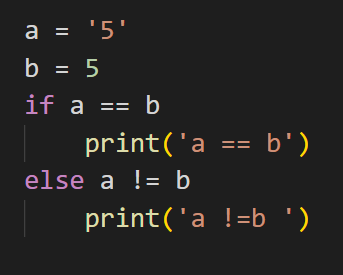 a = '5'
b = 5
if a == b
    print('a == b')
else a != b
    print('a !=b ')